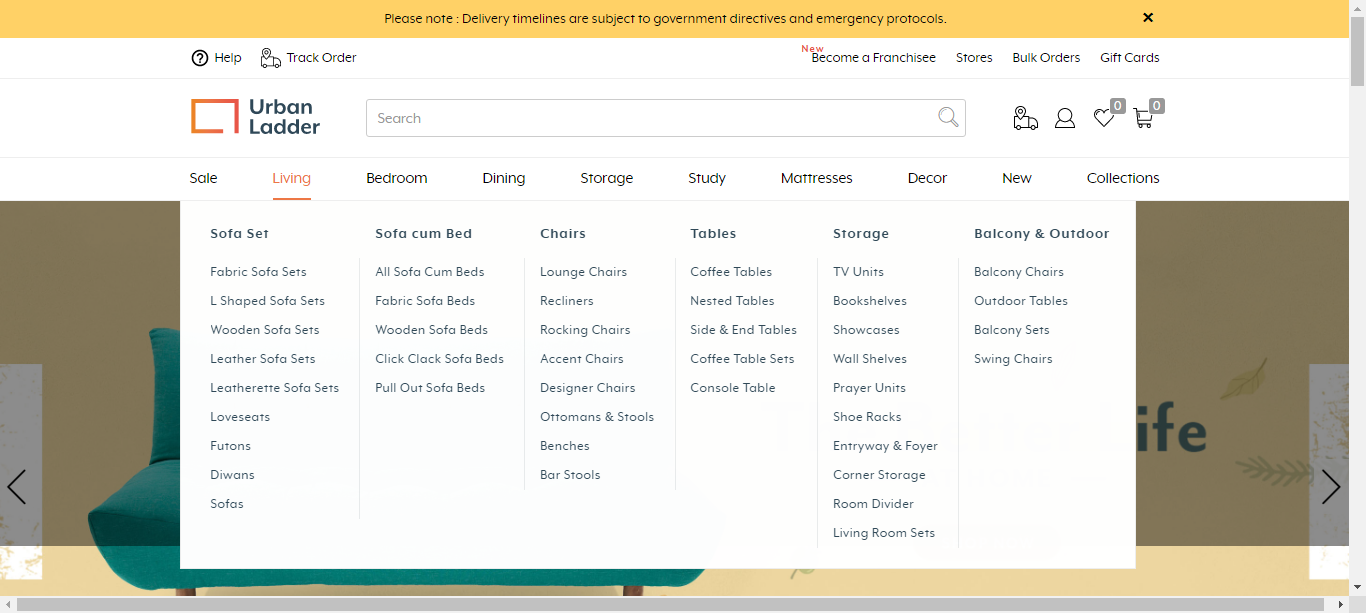 Please note : Delivery timelines are subject to government directives and emergency protocols.
Help
Track Order
New
Become a Franchisee
Stores
Bulk Orders
Gift Cards
Urban
Ladder
Search
0
0
Sale
Living
Bedroom
Dining
Storage
Study
Mattresses
Decor
New
Collections
Sofa Set
Fabric Sofa Sets
L Shaped Sofa Sets
Wooden Sofa Sets
Leather Sofa Sets
Leatherette Sofa Sets
Loveseats
Futons
Diwans
Sofas
Sofa cum Bed
All Sofa Cum Beds
Fabric Sofa Beds
Wooden Sofa Beds
Click Clack Sofa Beds
Pull Out Sofa Beds
Chairs
Lounge Chairs
Recliners
Rocking Chairs
Accent Chairs
Designer Chairs
Ottomans & Stools
Benches
Bar Stools
Tables
Coffee Tables
Nested Tables
Side & End Tables
Coffee Table Sets
Console Table
Storage
TV Units
Bookshelves
Showcases
Wall Shelves
Prayer Units
Shoe Racks
Entryway & Foyer
Corner Storage
Room Divider
Living Room Sets
Balcony & Outdoor
Balcony Chairs
Outdoor Tables
Balcony Sets
Swing Chairs
Life